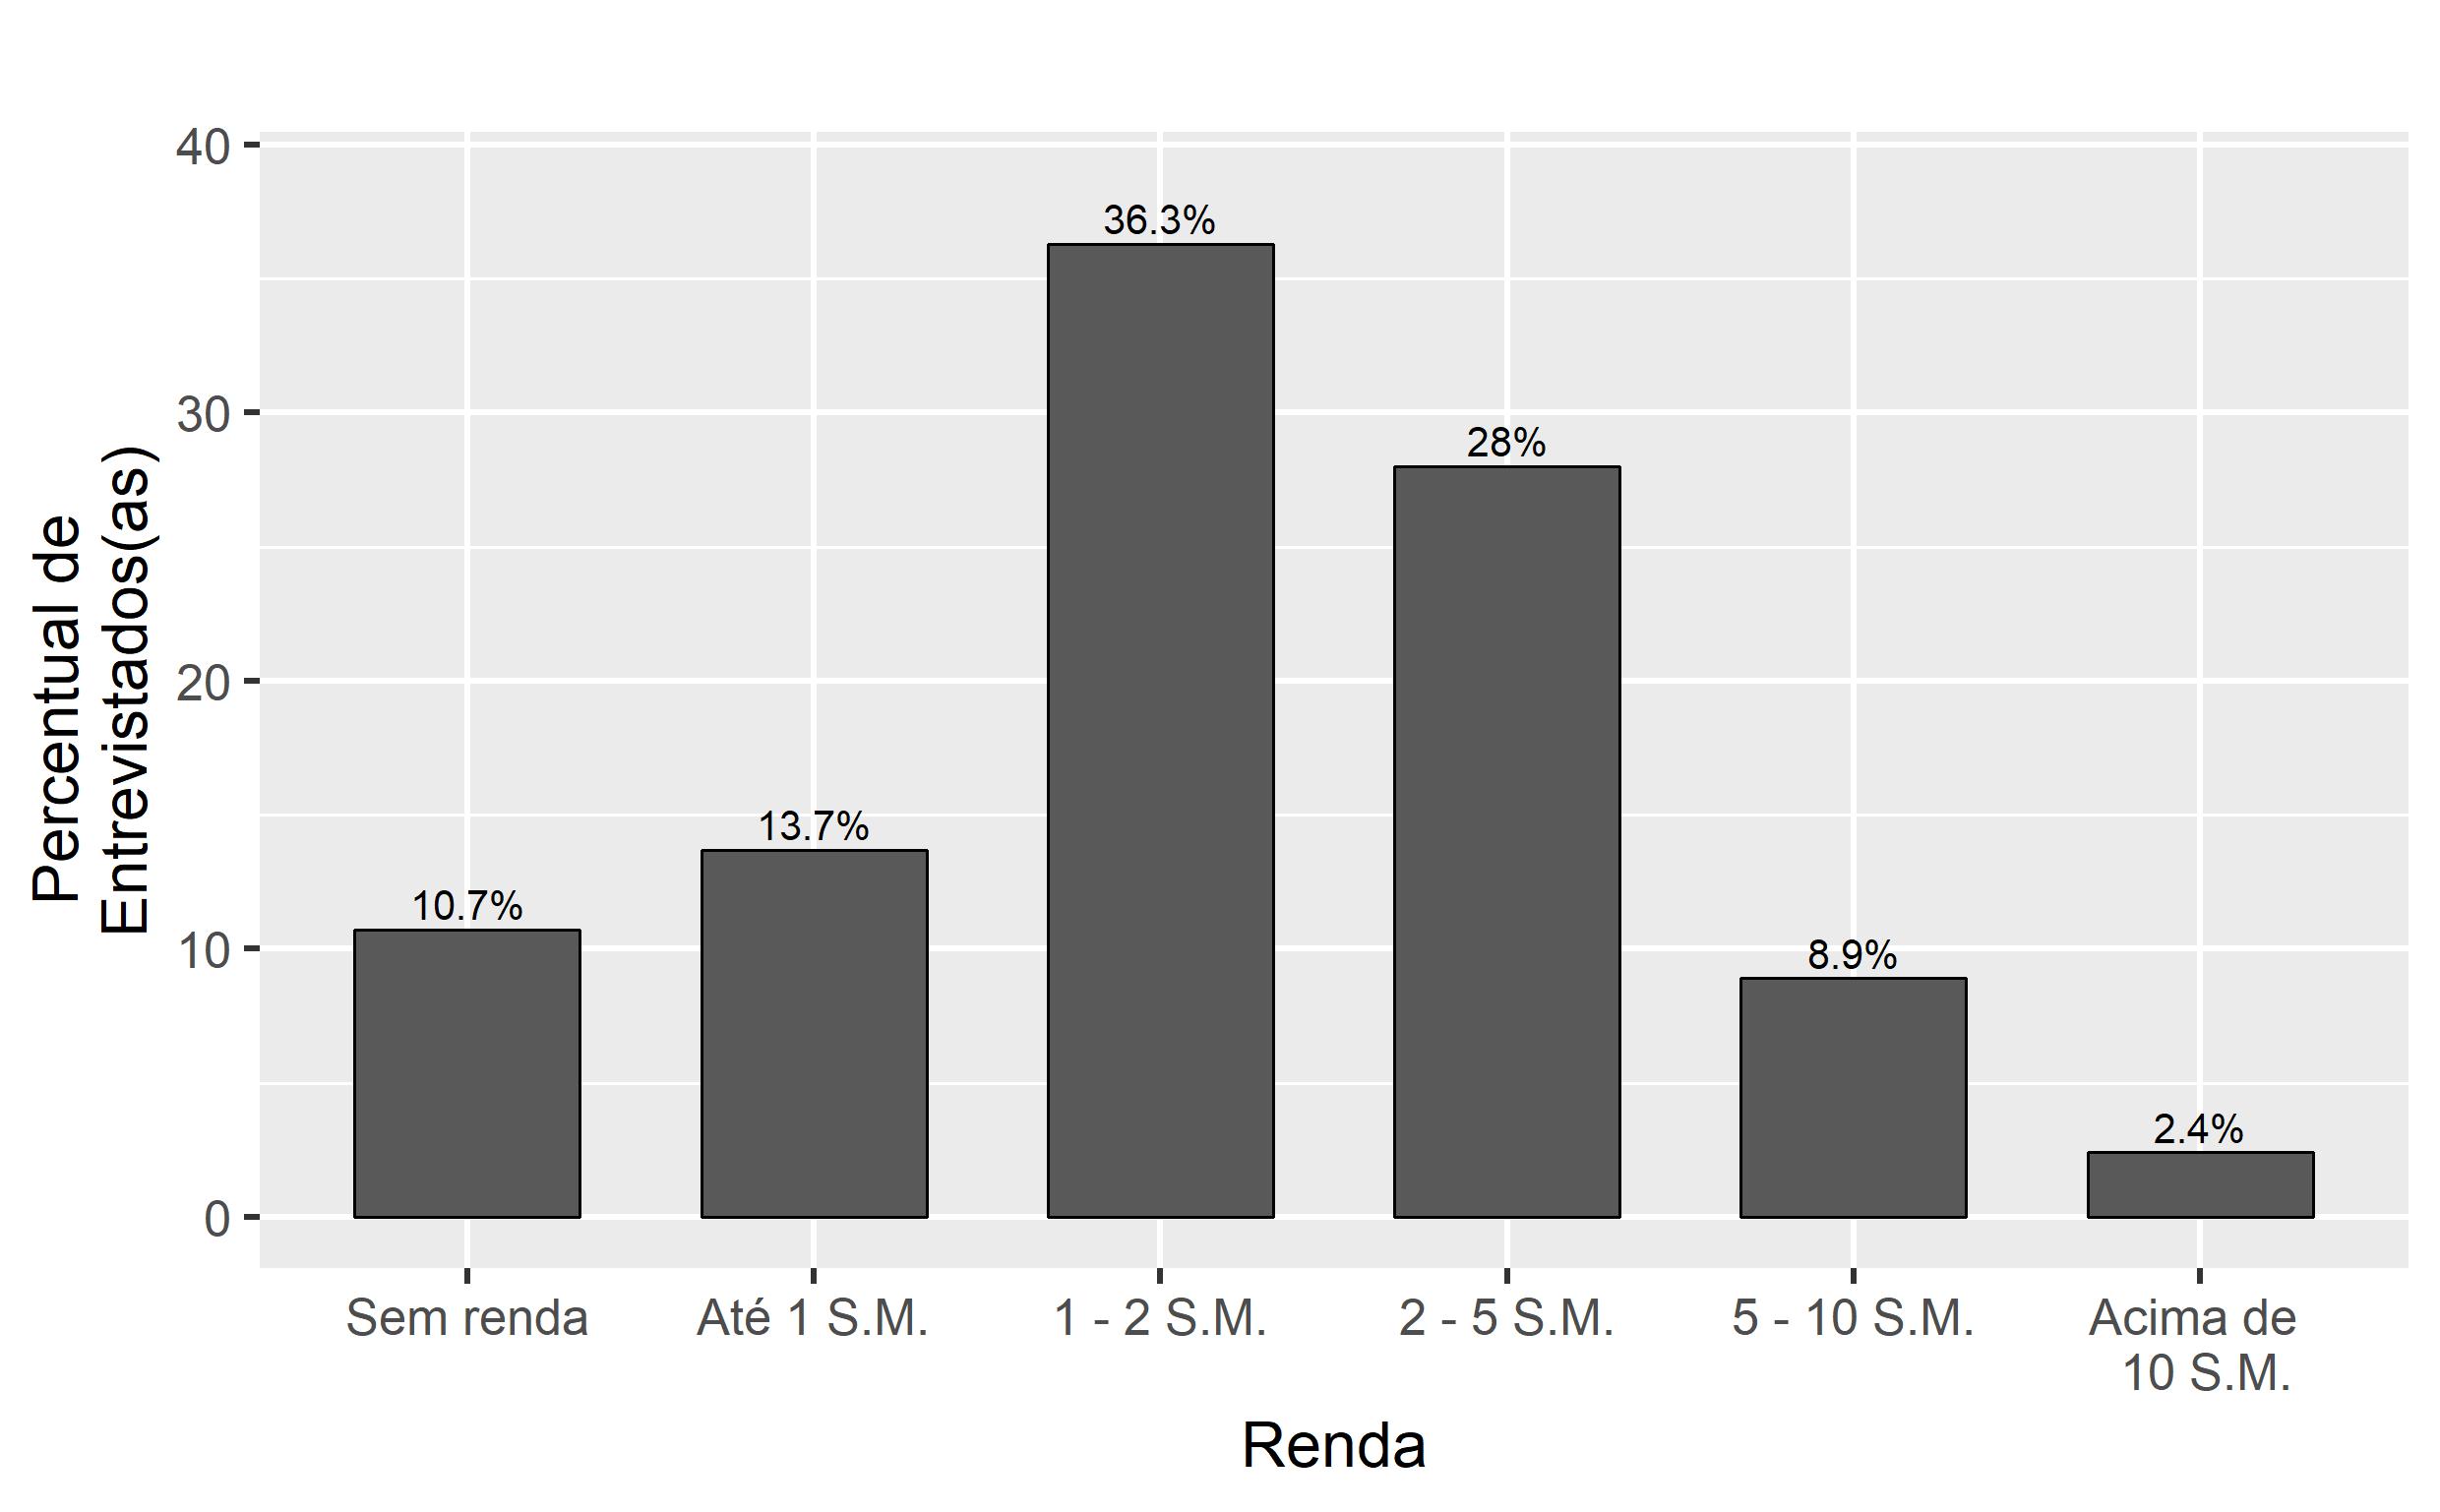 Percentual de
Entrevistados(as)
40
30
20
10
0
10.7%
13.7%
36.3%
28%
8.9%
2.4%
Sem renda
Até 1 S.M.
1 - 2 S.M.
2 - 5 S.M.
5 - 10 S.M.
Acima de
10 S.M.
Renda